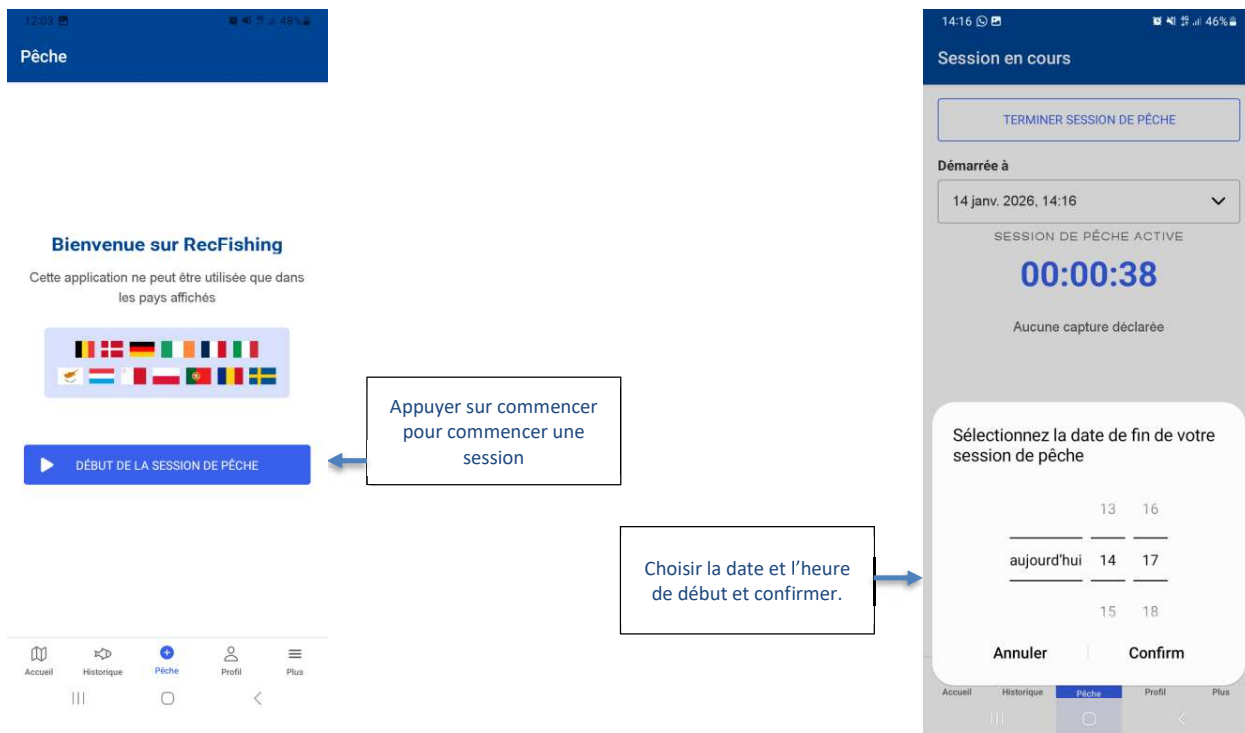 12:03
48%
Pêche
Bienvenue sur RecFishing
Cette application ne peut être utilisée que dans
les pays affichés
DÉBUT DE LA SESSION DE PÊCHE
Accueil Historique Pêche Profil Plus
Appuyer sur commencer
pour commencer une
session
Choisir la date et l’heure
de début et confirmer.
14:16 46%
Session en cours
TERMINER SESSION DE PÊCHE
Démarrée à
14 janv. 2026, 14:16
SESSION DE PÊCHE ACTIVE
00:00:38
Aucune capture déclarée
Sélectionnez la date de fin de votre
session de pêche
13 16
aujourd'hui 14 17
15 18
Annuler Confirm
Accueil Historique Pêche Profil Plus